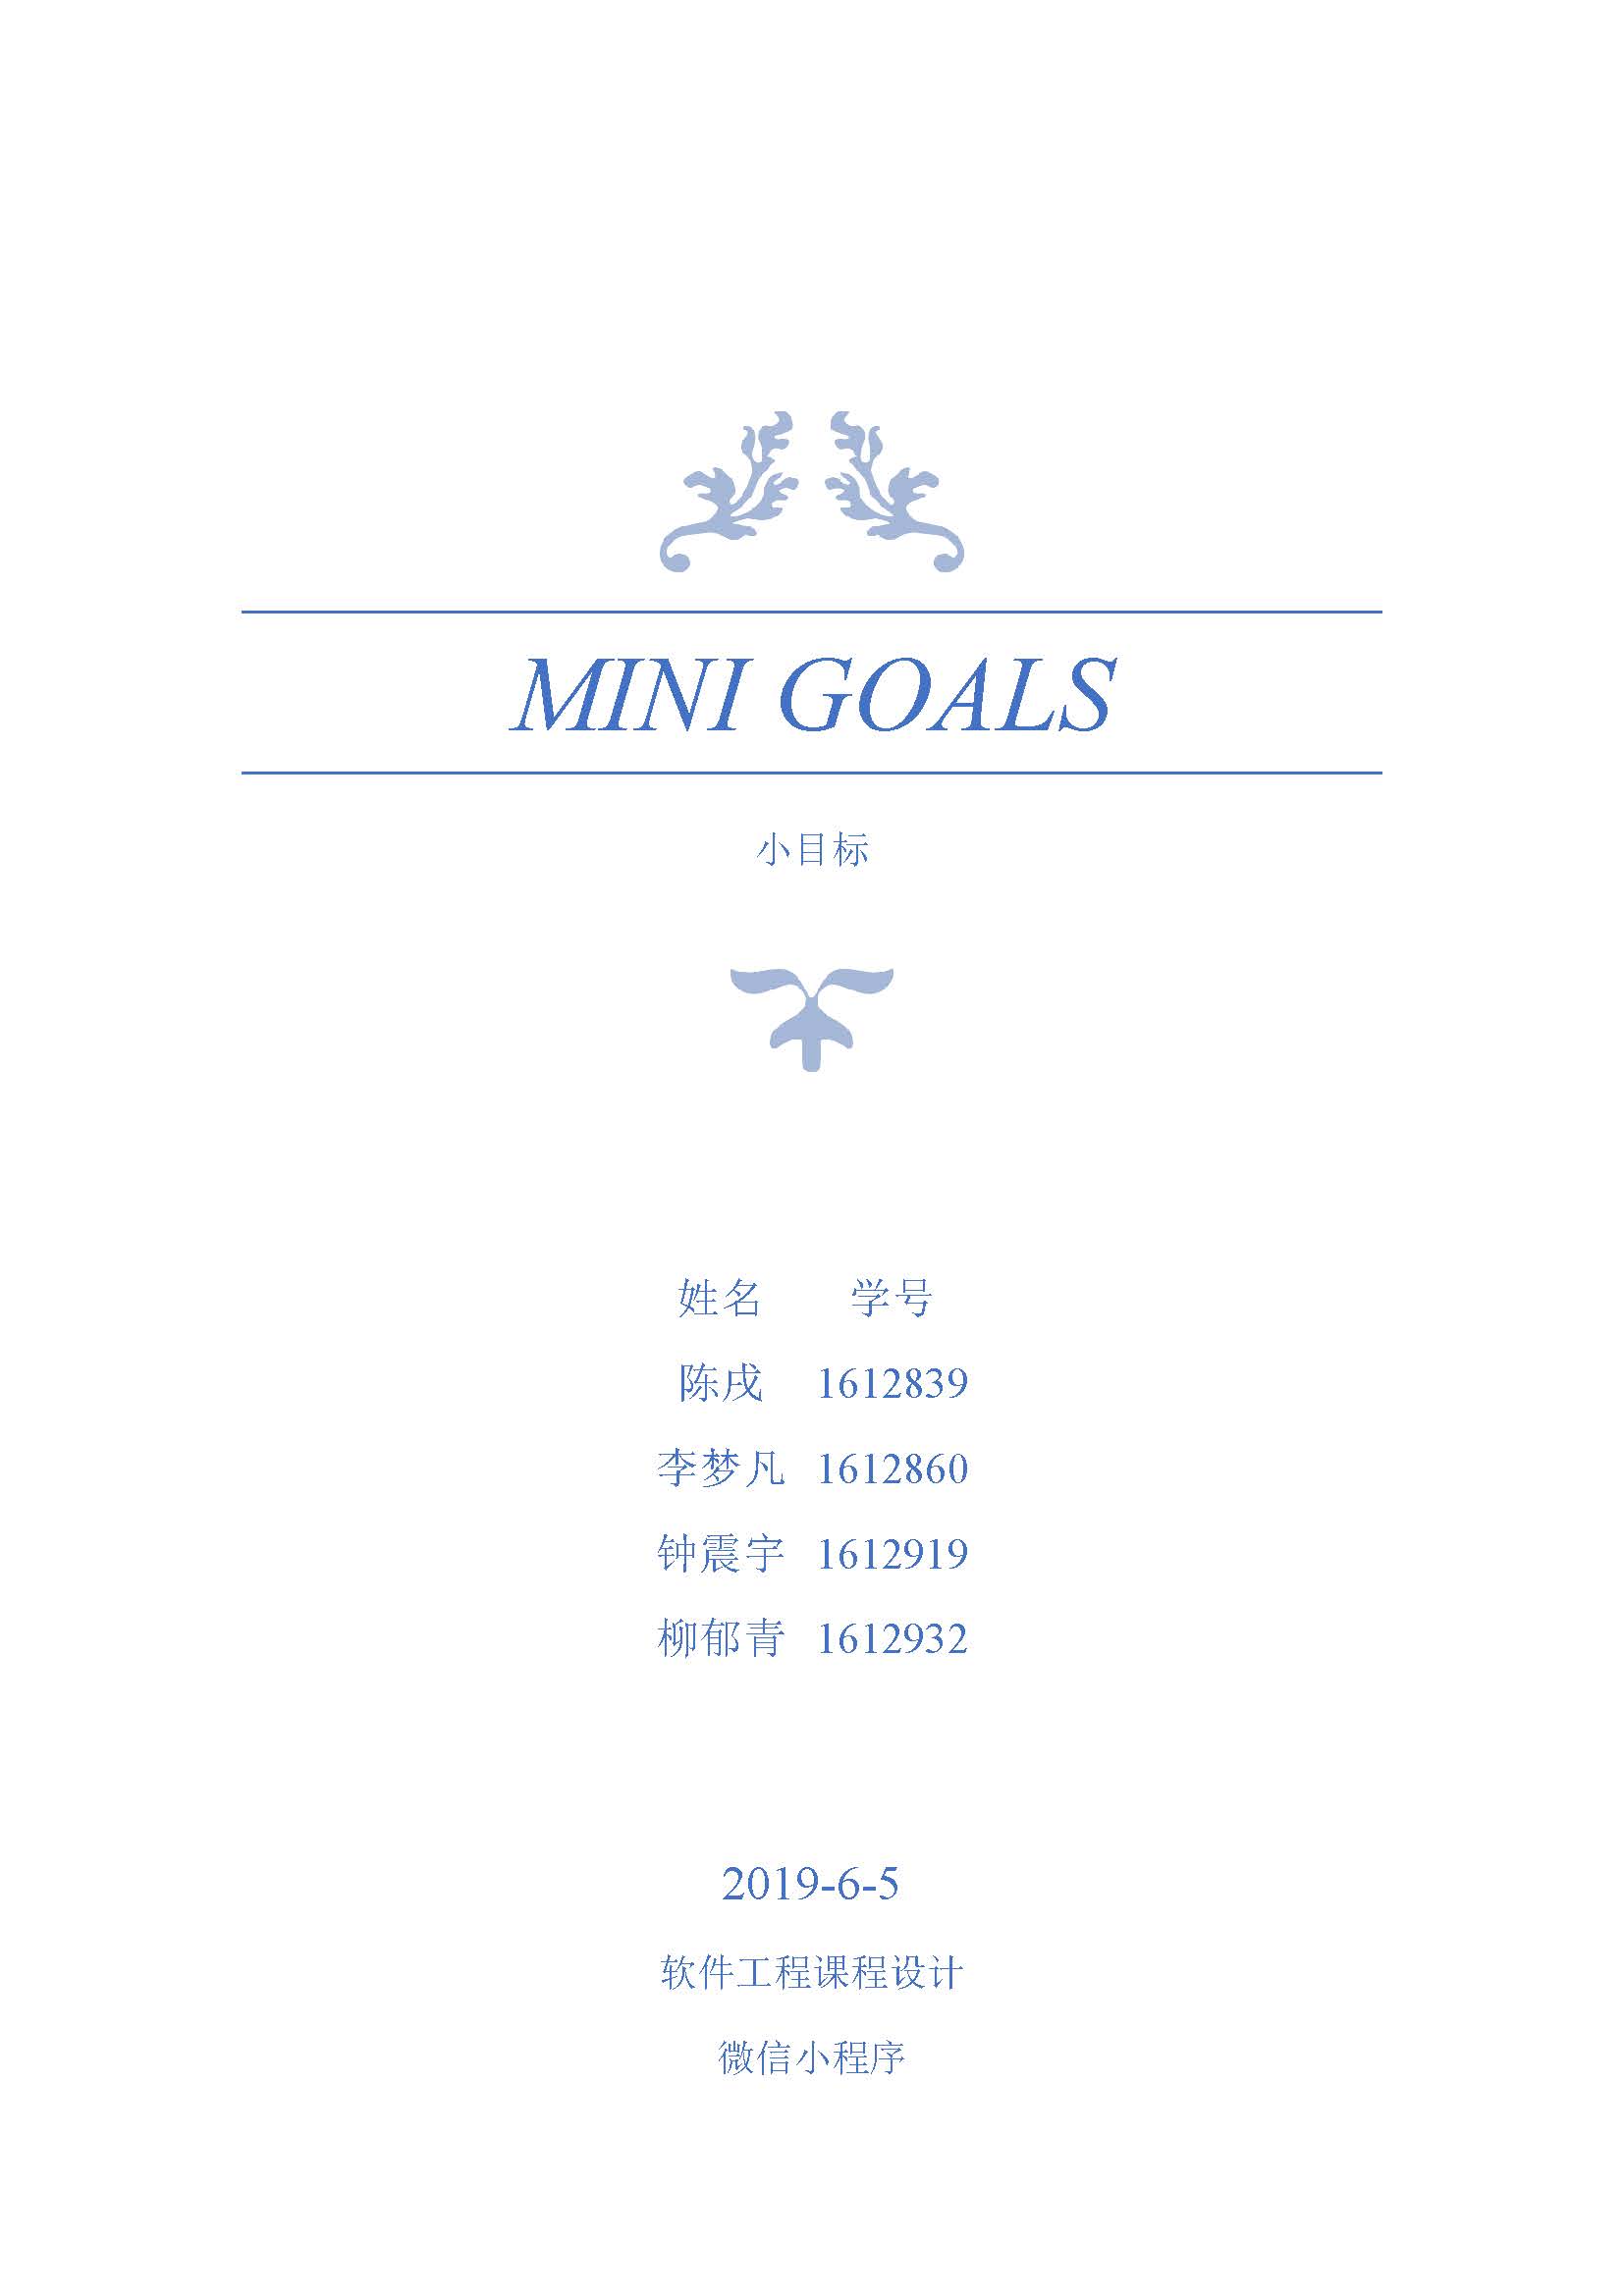 MINI GOALS
小目标
姓名 学号
陈戌 1612839
李梦凡 1612860
钟震宇 1612919
柳郁青 1612932
2019-6-5
软件工程课程设计
微信小程序